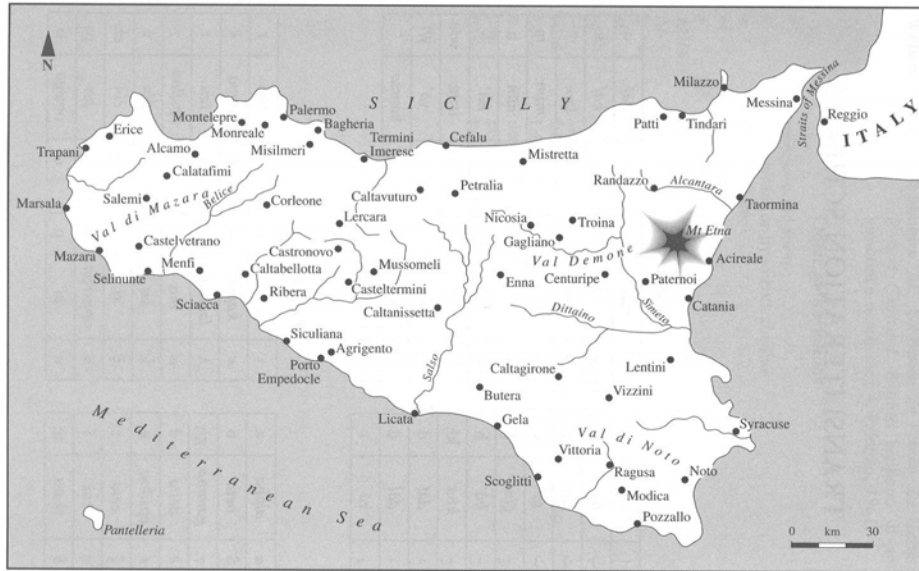 N
SICILY
Milazzo
Messina
Straits of Messina
Reggio
ITALY
Palermo
Montelepre
Bagheria
Monreale
Erice
Trapani
Alcamo
Misilmeri
Termini
Imerese
Cefalu
Patti
Tindari
Mistretta
Calatafimi
Randazzo
Alcantara
Salemi
Belice
Corleone
Caltavuturo
Petralia
Taormina
Marsala
Val di Mazara
Lercara
Nicosia
Troina
Mt Etna
Castelvetrano
Gagliano
Mazara
Castronovo
Val Demone
Acireale
Selinunte
Menfi
Caltabellotta
Mussomeli
Enna
Centuripe
Paternoi
Sciacca
Ribera
Casteltermini
Caltanissetta
Dittaino
Simeto
Catania
Siculiana
Agrigento
Porto
Empedocle
Salso
Lentini
Caltagirone
Butera
Vizzini
Licata
Gela
Syracuse
Val di Noto
Mediterranean Sea
Vittoria
Scoglitti
Ragusa
Noto
Modica
Pantelleria
Pozzallo
0 km 30